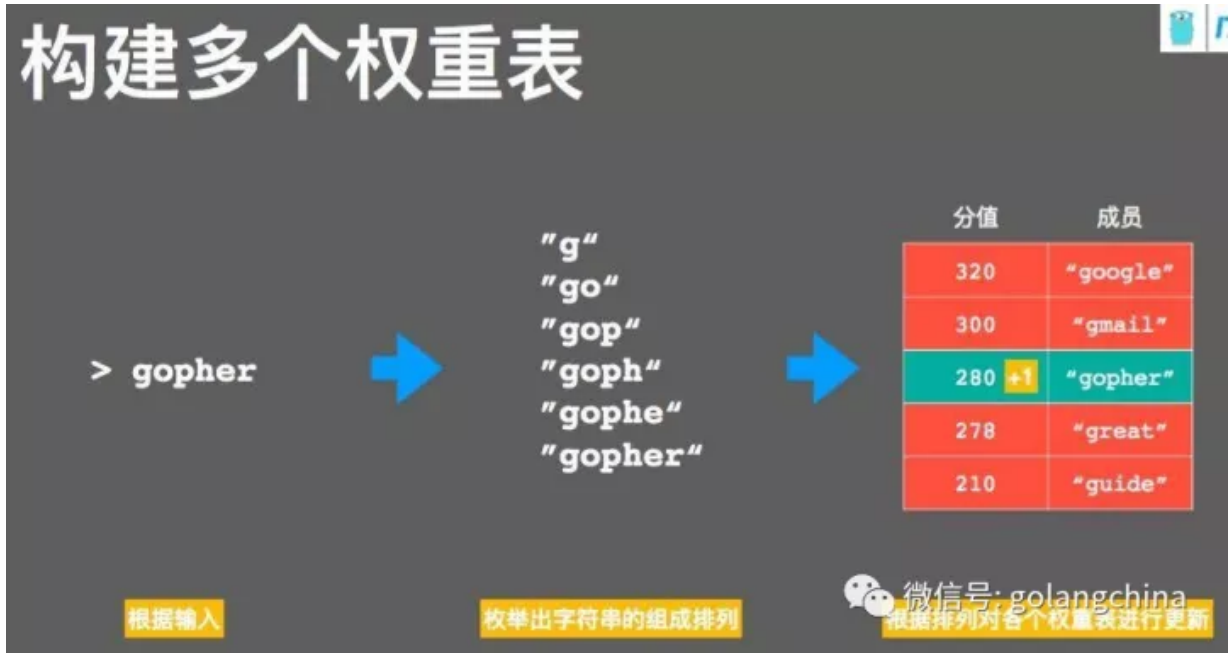 构建多个权重表
> gopher
”g“
”go“
”gop“
”goph“
”gophe“
”gopher“
分值 成员
320 “google”
300 “gmail”
280 +1 “gopher”
278 “great”
210 “guide”
根据输入
枚举出字符串的组成排列
根据排列对各个权重表进行更新
微信号: golangchina